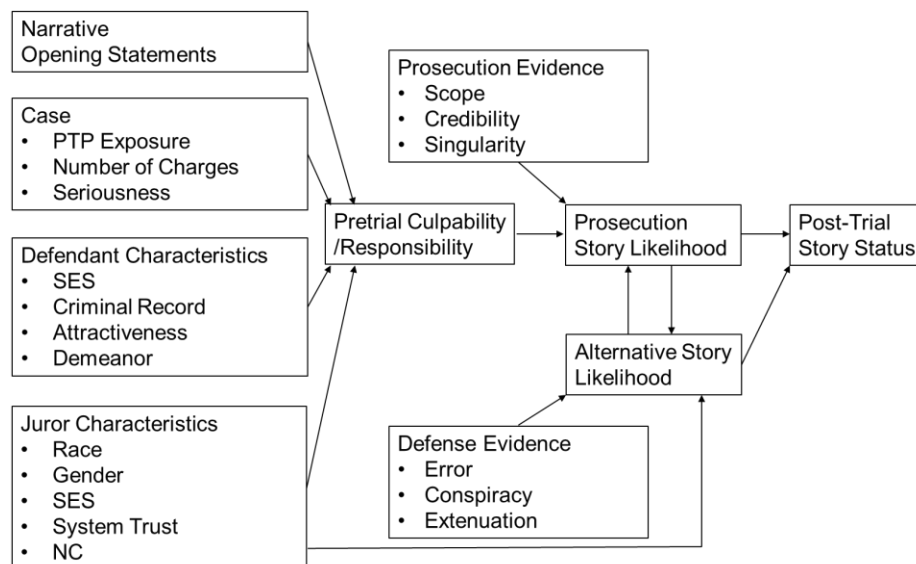 Narrative
Opening Statements
Case
• PTP Exposure
• Number of Charges
• Seriousness
Defendant Characteristics
• SES
• Criminal Record
• Attractiveness
• Demeanor
Juror Characteristics
• Race
• Gender
• SES
• System Trust
• NC
Pretrial Culpability
/Responsibility
Prosecution Evidence
• Scope
• Credibility
• Singularity
Prosecution
Story Likelihood
Alternative Story
Likelihood
Defense Evidence
• Error
• Conspiracy
• Extenuation
Post-Trial
Story Status